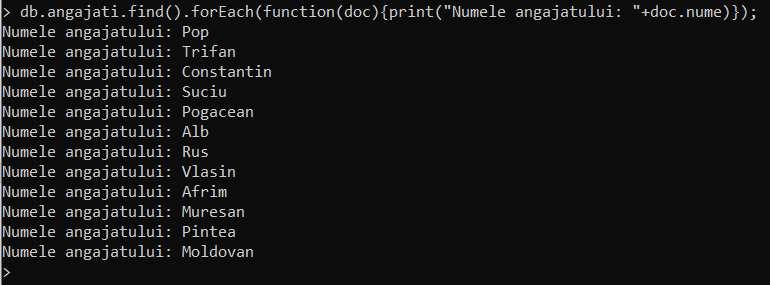 > db.angajati.find().forEach(function(doc){print("Numele angajatului: "+doc.nume)});
Numele angajatului: Pop
Numele angajatului: Trifan
Numele angajatului: Constantin
Numele angajatului: Suciu
Numele angajatului: Pogacean
Numele angajatului: Alb
Numele angajatului: Rus
Numele angajatului: Vlasin
Numele angajatului: Afrim
Numele angajatului: Muresan
Numele angajatului: Pintea
Numele angajatului: Moldovan
>